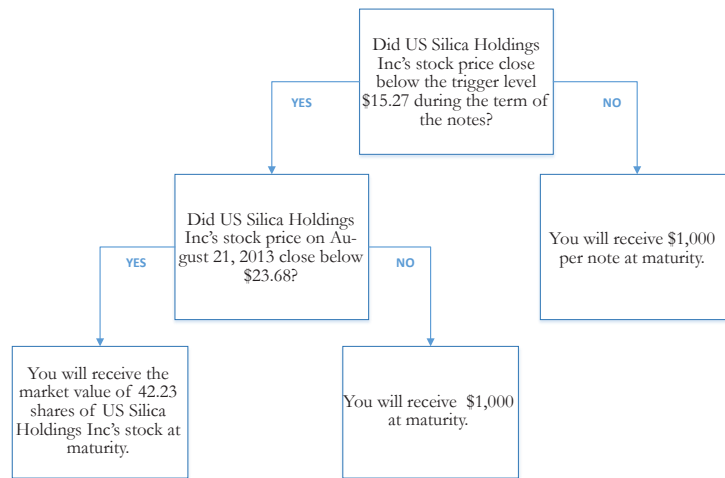 Did US Silica Holdings
Inc's stock price close
below the trigger level
$15.27 during the term of
the notes?
YES
NO
Did US Silica Holdings
Inc's stock price on Au-
gust 21, 2013 close below
$23.68?
You will receive $1,000
per note at maturity.
YES
NO
You will receive the
market value of 42.23
shares of US Silica
Holdings Inc's stock at
maturity.
You will receive $1,000
at maturity.